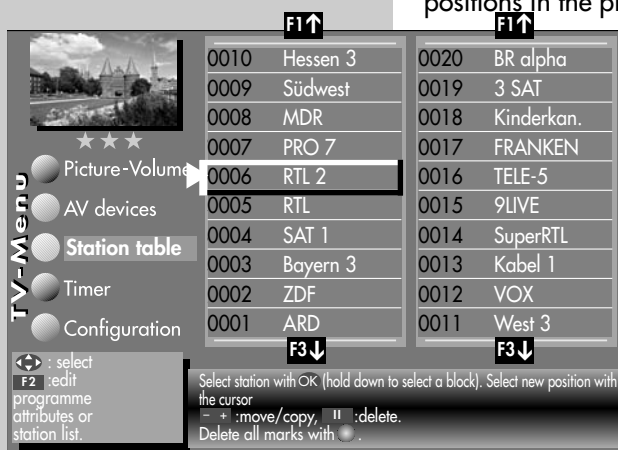 positions in the
F1↑ F1↑
0010 Hessen 3 0020 BR alpha
0009 Südwest 0019 3 SAT
0008 MDR 0018 Kinderkan.
0007 PRO 7 0017 FRANKEN
0006 RTL 2 0016 TELE-5
0005 RTL 0015 9LIVE
0004 SAT 1 0014 SuperRTL
0003 Bayern 3 0013 Kabel 1
0002 ZDF 0012 VOX
0001 ARD 0011 West 3
F3↓ F3↓
TV-Menu
Picture-Volume
AV devices
Station table
Timer
Configuration
: select
F2 :edit
programme
attributes or
station list.
Select station with OK (hold down to select a block). Select new position with
the cursor
- + :move/copy, II :delete.
Delete all marks with .